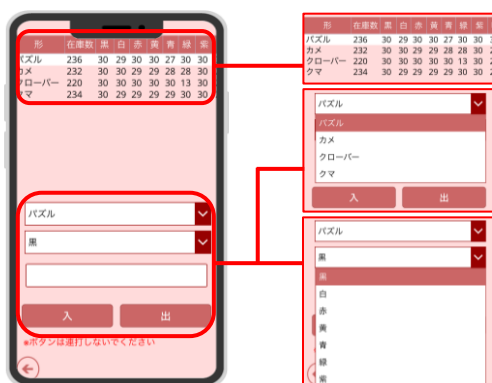 形 在庫数 黒 白 赤 黄 青 緑 紫
パズル 236 30 29 30 30 27 30 30
カメ 232 30 30 29 29 28 28 30
クローバー 220 30 30 30 30 30 13 30
クマ 234 30 29 29 29 29 30 30
パズル
黒
入 出
※ボタンは連打しないでください
形 在庫数 黒 白 赤 黄 青 緑 紫
パズル 236 30 29 30 30 27 30 30
カメ 232 30 30 29 29 28 28 30
クローバー 220 30 30 30 30 30 13 30
クマ 234 30 29 29 29 29 30 30
パズル
パズル
カメ
クローバー
クマ
入 出
パズル
黒
黒
白
赤
黄
青
緑
紫